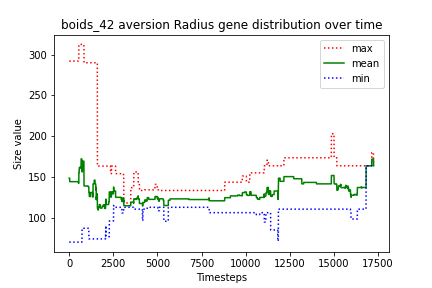 boids_42 aversion Radius gene distribution over time
max
mean
min
Size value
300
250
200
150
100
0 2500 5000 7500 10000 12500 15000 17500
Timesteps